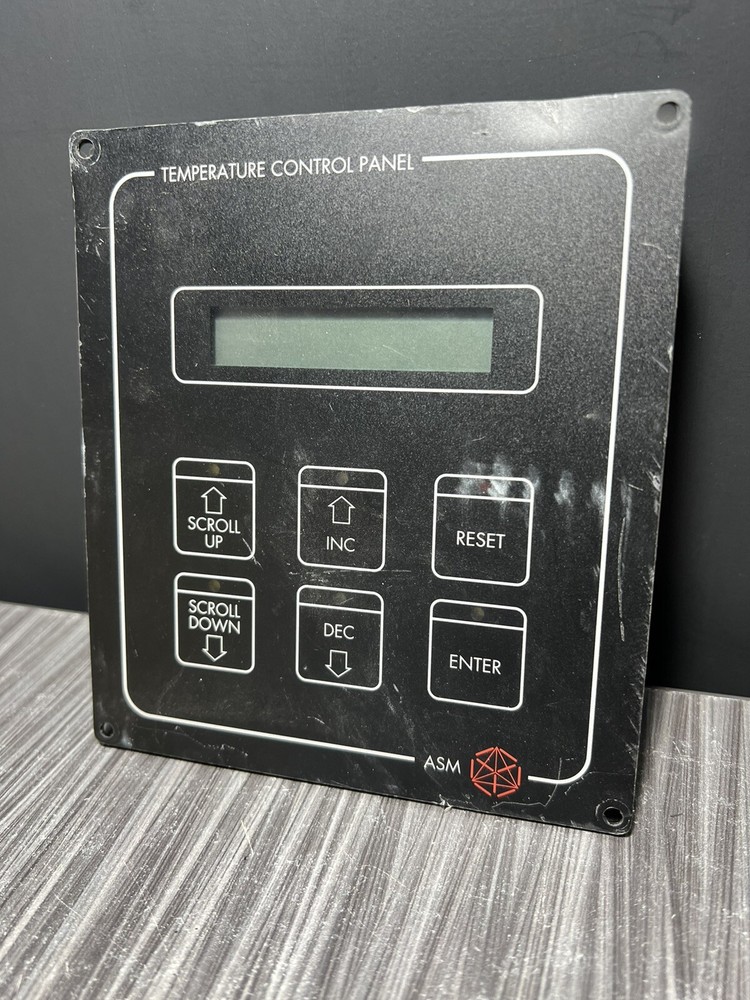 TEMPERATURE CONTROL PANEL
SCROLL
UP
INC
RESET
SCROLL
DOWN
DEC
ENTER
ASM